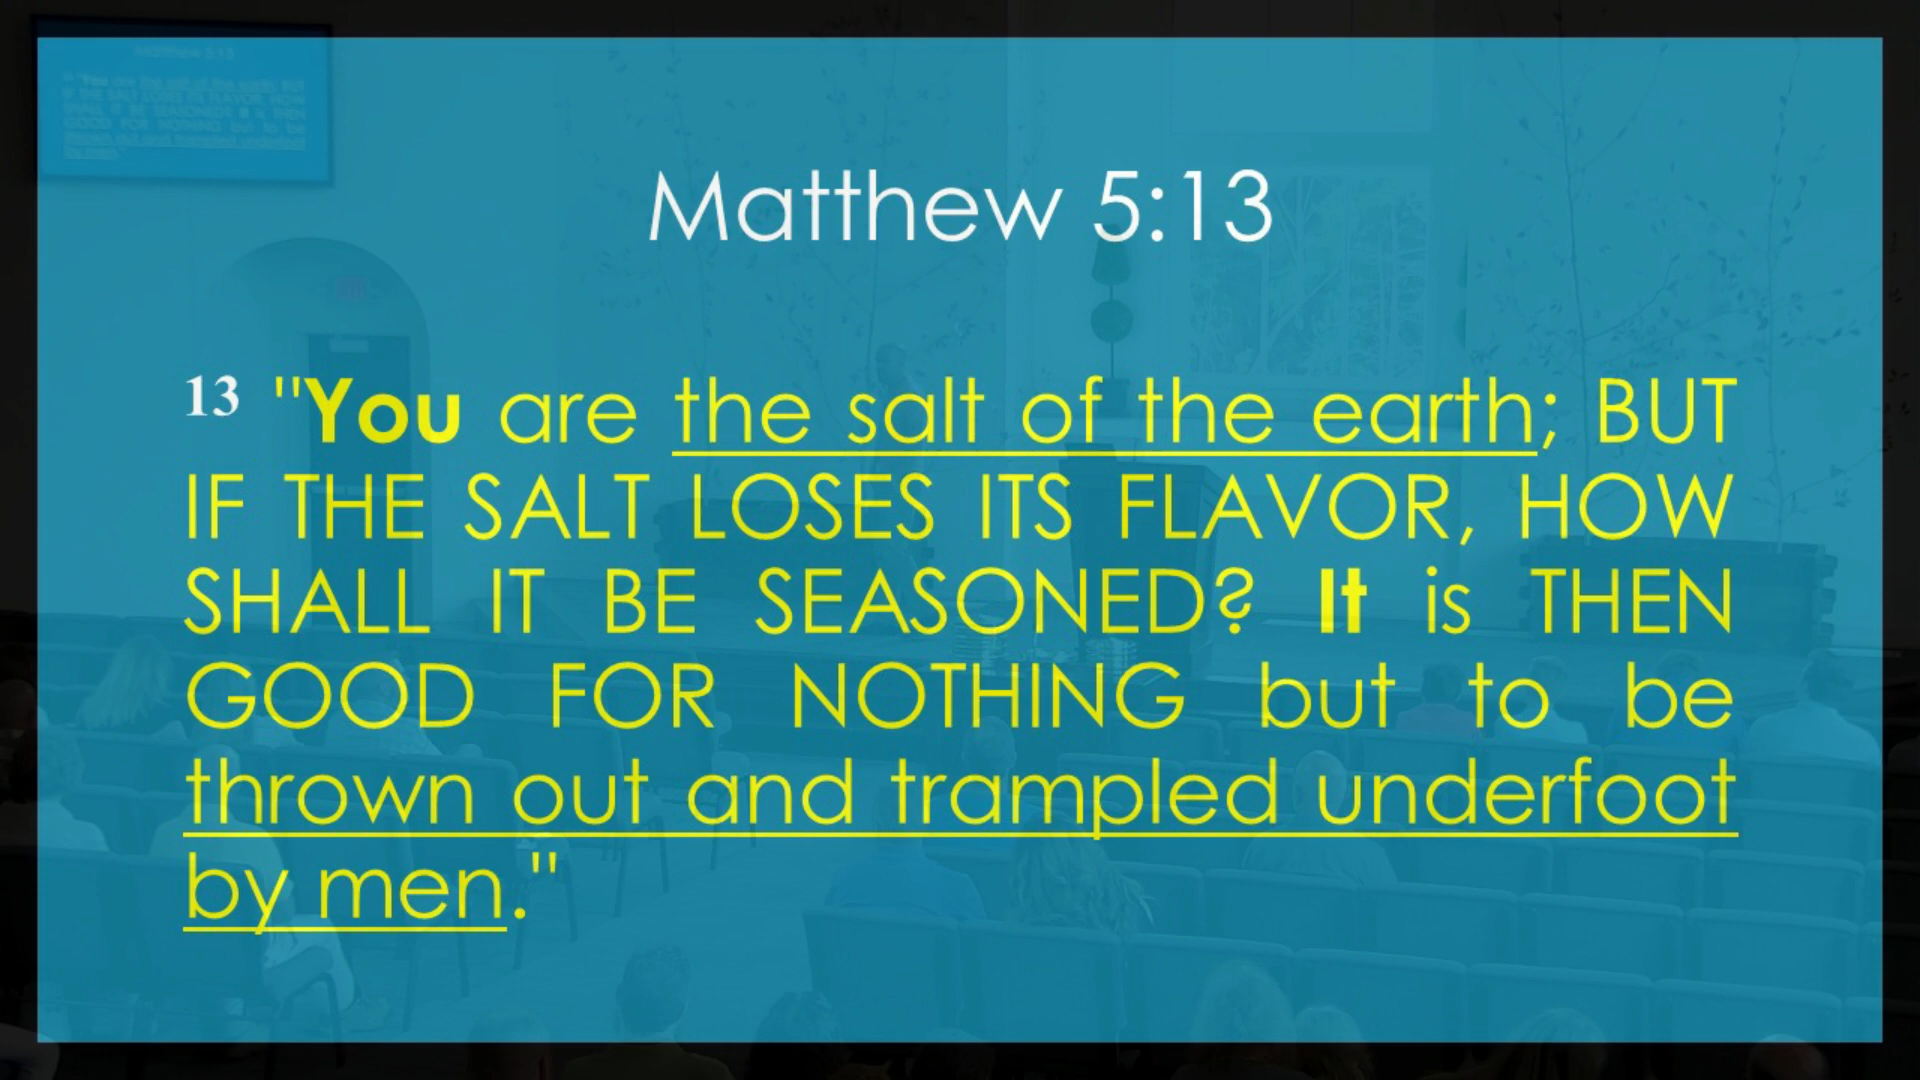 Matthew 5:13
13 "You are the salt of the earth; BUT
IF THE SALT LOSES ITS FLAVOR, HOW
SHALL IT BE SEASONED? It is THEN
GOOD FOR NOTHING but to be
thrown out and trampled underfoot
by men."